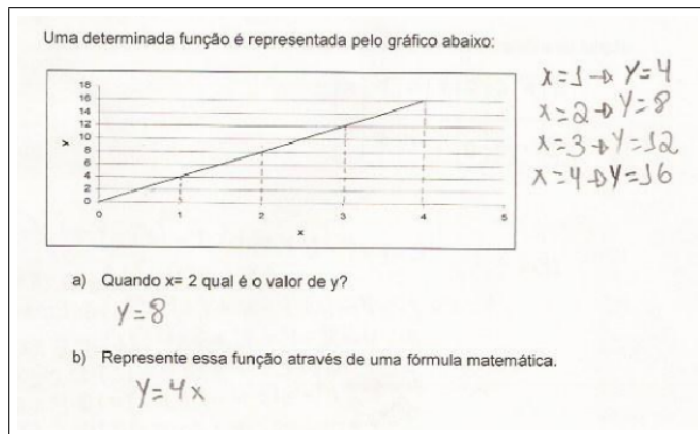 Uma determinada função é representada pelo gráfico abaixo:
x=1→y=4
x=2→y=8
x=3→y=12
x=4→y=16
18
16
14
12
10
8
6
4
2
0
Y
0 1 2 3 4 5
x
a) Quando x= 2 qual é o valor de y?
y=8
b) Represente essa função através de uma fórmula matemática.
y=4x